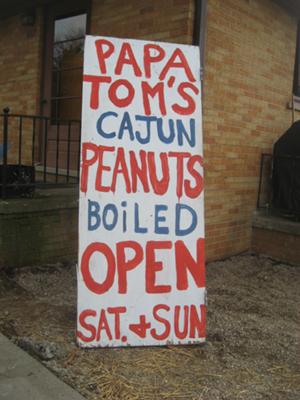 PAPA
TOM'S
CAJUN
PEANUTS
BOiLED
OPEN
SAT. + SUN